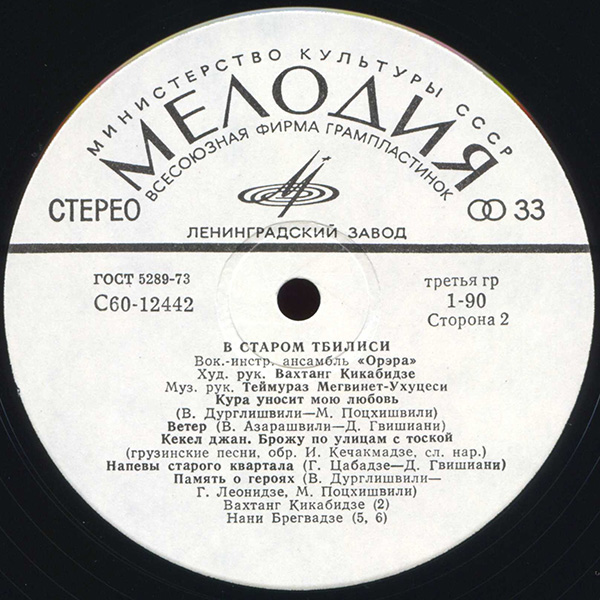 МИНИСТЕРСТВО КУЛЬТУРЫ СССР
МЕЛОДИЯ
ВСЕСОЮЗНАЯ ФИРМА ГРАМПЛАСТИНОК
СТЕРЕО
33
ЛЕНИНГРАДСКИЙ ЗАВОД
ГОСТ 5289-73
С60-12442
третья гр
1-90
Сторона 2
В СТАРОМ ТБИЛИСИ
Вок.-инстр. ансамбль «Орэра»
Худ. рук. Вахтанг Кикабидзе
Муз. рук. Теймураз Мегвинет-Ухуцеси
Кура уносит мою любовь
(В. Дурглишвили—М. Поцхишвили)
Ветер (В. Азарашвили—Д. Гвишиани)
Кекел джан. Брожу по улицам с тоской
(грузинские песни, обр. И. Кечакмадзе, сл. нар.)
Напевы старого квартала (Г. Цабадзе—Д. Гвишиани)
Память о героях (В. Дурглишвили—
Г. Леонидзе, М. Поцхишвили)
Вахтанг Кикабидзе (2)
Нани Брегвадзе (5, 6)